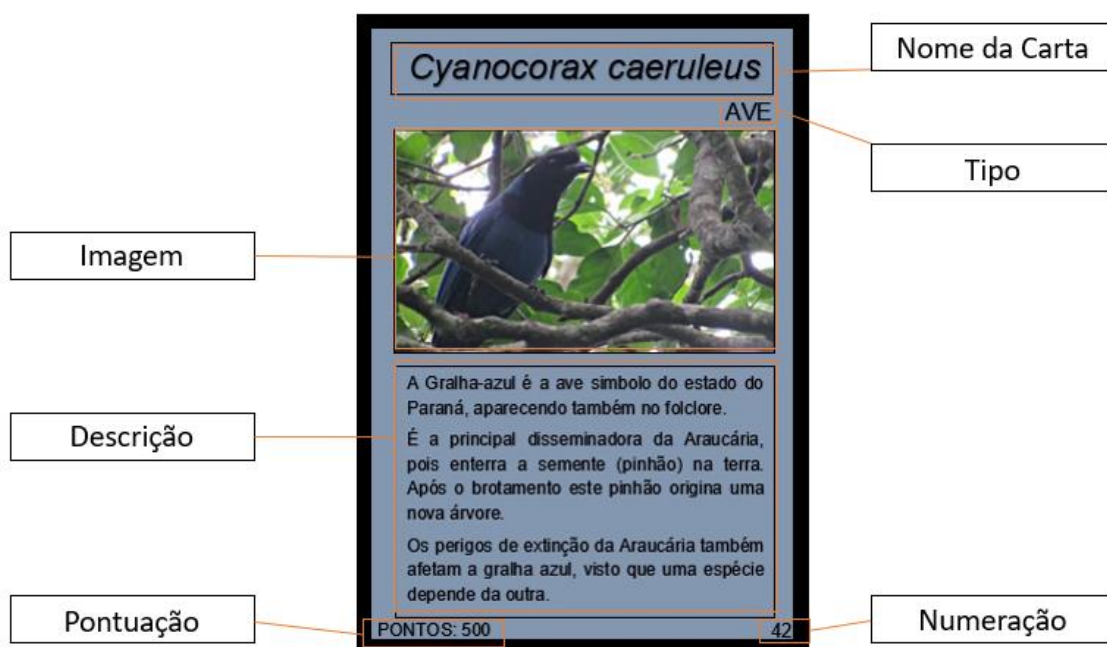 Nome da Carta
Cyanocorax caeruleus
AVE
Tipo
Imagem
Descrição
A Gralha-azul é a ave simbolo do estado do
Paraná, aparecendo também no folclore.
É a principal disseminadora da Araucária,
pois enterra a semente (pinhão) na terra.
Após o brotamento este pinhão origina uma
nova árvore.
Os perigos de extinção da Araucária também
afetam a gralha azul, visto que uma espécie
depende da outra.
Pontuação
PONTOS: 500
42
Numeração